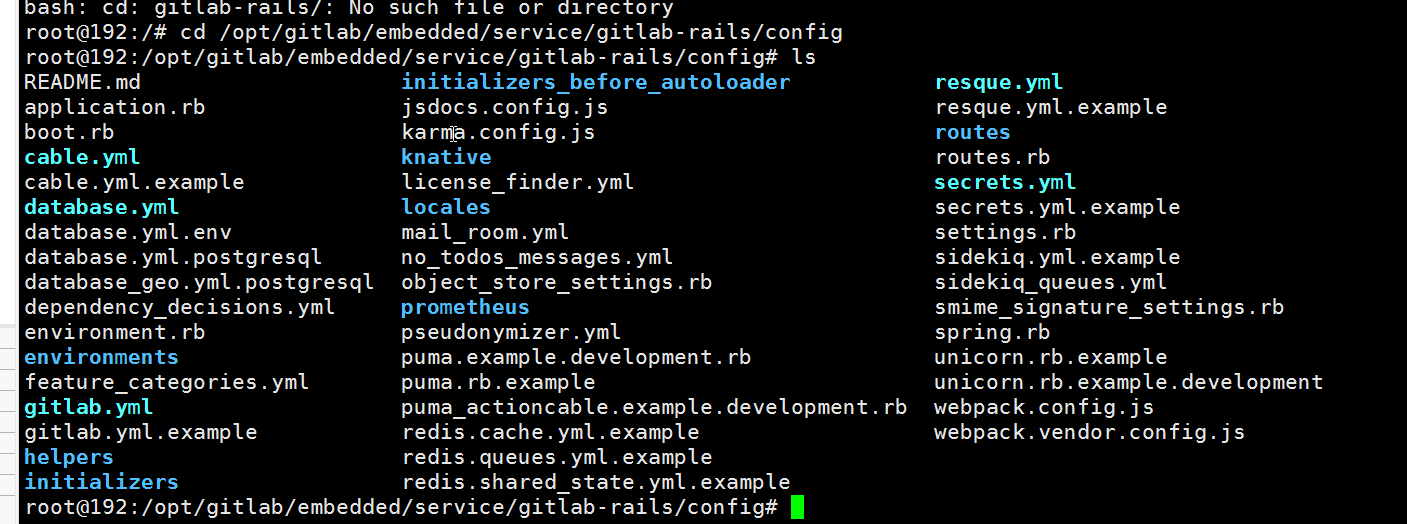 bash: cd: gitlab-rails/: No such file or directory
root@192:/# cd /opt/gitlab/embedded/service/gitlab-rails/config
root@192:/opt/gitlab/embedded/service/gitlab-rails/config# ls
README.md initializers_before_autoloader resque.yml
application.rb jsdocs.config.js resque.yml.example
boot.rb karma.config.js routes
cable.yml knative routes.rb
cable.yml.example license_finder.yml secrets.yml
database.yml locales secrets.yml.example
database.yml.env mail_room.yml settings.rb
database.yml.postgresql no_todos_messages.yml sidekiq.yml.example
database_geo.yml.postgresql object_store_settings.rb sidekiq_queues.yml
dependency_decisions.yml prometheus smime_signature_settings.rb
environment.rb pseudonymizer.yml spring.rb
environments puma.example.development.rb unicorn.rb.example
feature_categories.yml puma.rb.example unicorn.rb.example.development
gitlab.yml puma_actioncable.example.development.rb webpack.config.js
gitlab.yml.example redis.cache.yml.example webpack.vendor.config.js
helpers redis.queues.yml.example
initializers redis.shared_state.yml.example
root@192:/opt/gitlab/embedded/service/gitlab-rails/config#